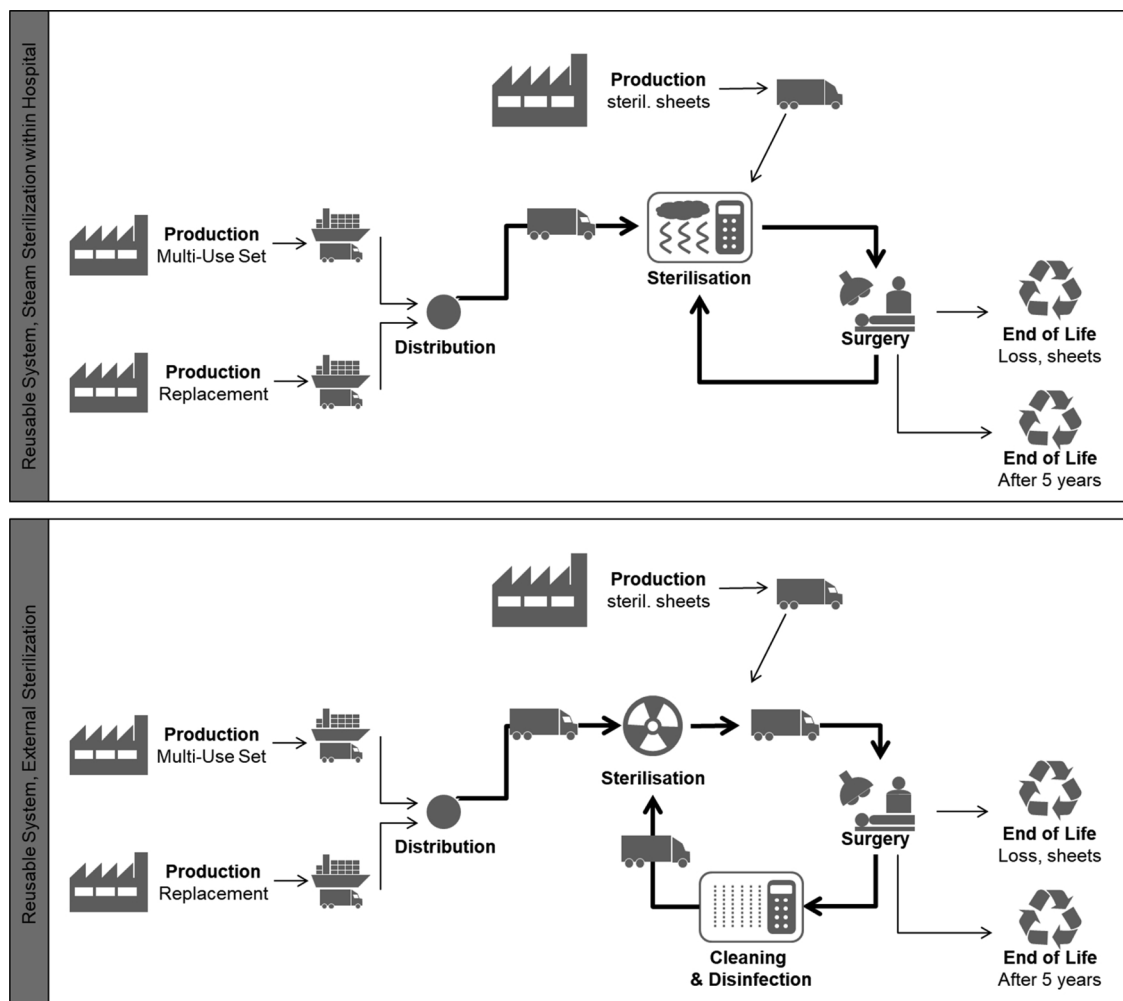 Reusable System, Steam Sterilization within Hospital
Production
steril. sheets
Production
Multi-Use Set
Sterilisation
Distribution
Surgery
End of Life
Loss, sheets
Production
Replacement
End of Life
After 5 years
Reusable System, External Sterilization
Production
steril. sheets
Production
Multi-Use Set
Sterilisation
Distribution
Surgery
End of Life
Loss, sheets
Production
Replacement
Cleaning
& Disinfection
End of Life
After 5 years